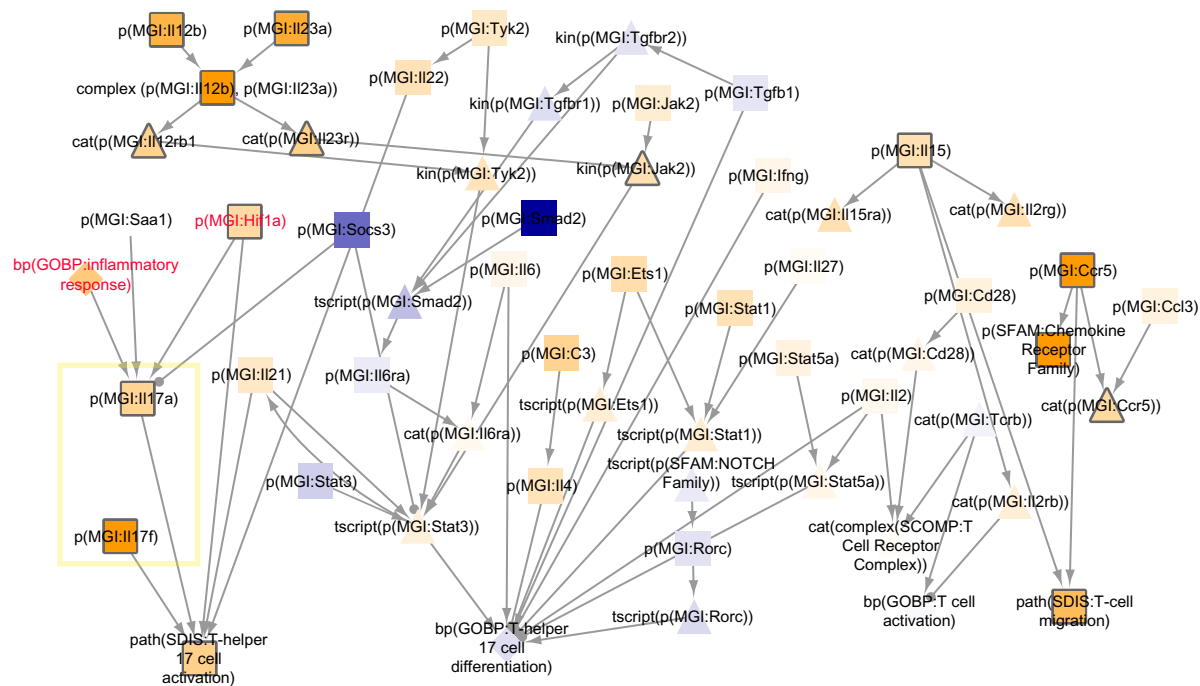 p(MGI:Il12b)
p(MGI:Il23a)
p(MGI:Tyk2)
kin(p(MGI:Tgfbr2))
complex (p(MGI:Il12b), p(MGI:Il23a))
p(MGI:Il22)
kin(p(MGI:Tgfbr1))
p(MGI:Jak2)
p(MGI:Tgfb1)
cat(p(MGI:Il12rb1
cat(p(MGI:Il23r))
kin(p(MGI:Tyk2))
kin(p(MGI:Jak2))
p(MGI:Ifng)
p(MGI:Il15)
p(MGI:Saa1)
p(MGI:Hif1a)
p(MGI:Socs3)
p(MGI:Smad2)
cat(p(MGI:Il15ra))
cat(p(MGI:Il2rg))
bp(GOBP:inflammatory
response)
p(MGI:Il6)
p(MGI:Ets1)
p(MGI:Il27)
p(MGI:Ccr5)
tscript(p(MGI:Smad2))
p(MGI:Stat1)
p(MGI:Cd28)
p(MGI:Ccl3)
p(SFAM:Chemokine
Receptor
Family)
p(MGI:Il17a)
p(MGI:Il21)
p(MGI:Il6ra)
p(MGI:C3)
p(MGI:Stat5a)
cat(p(MGI:Cd28))
tscript(p(MGI:Ets1))
p(MGI:Il2)
cat(p(MGI:Ccr5))
cat(p(MGI:Il6ra))
tscript(p(MGI:Stat1))
cat(p(MGI:Tcrb))
p(MGI:Stat3)
p(MGI:Il4)
tscript(p(SFAM:NOTCH
Family))
tscript(p(MGI:Stat5a))
cat(p(MGI:Il2rb))
p(MGI:Il17f)
tscript(p(MGI:Stat3))
p(MGI:Rorc)
cat(complex(SCOMP:T
Cell Receptor
Complex))
path(SDIS:T-helper
17 cell
activation)
bp(GOBP:T-helper
17 cell
differentiation)
tscript(p(MGI:Rorc))
bp(GOBP:T cell
activation)
path(SDIS:T-cell
migration)